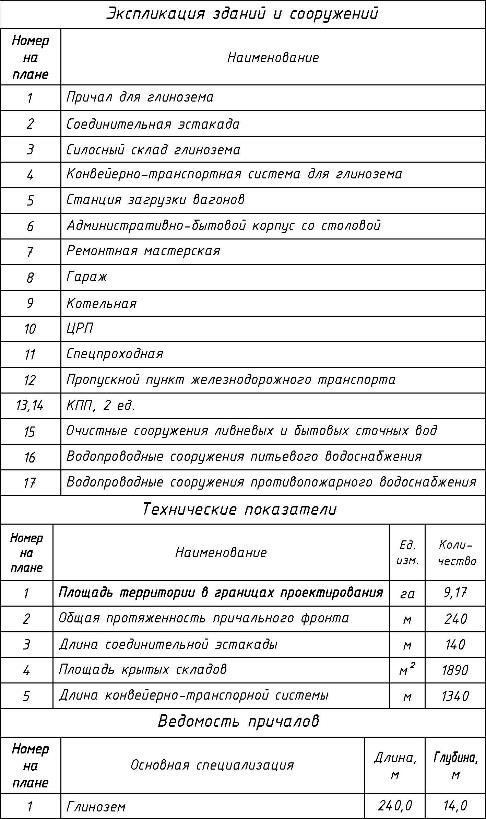 Экспликация зданий и сооружений
Номер
на
плане
Наименование
1 Причал для глинозема
2 Соединительная эстакада
3 Силосный склад глинозема
4 Конвейерно-транспортная система для глинозема
5 Станция загрузки вагонов
6 Административно-бытовой корпус со столовой
7 Ремонтная мастерская
8 Гараж
9 Котельная
10 ЦРП
11 Спецпроходная
12 Пропускной пункт железнодорожного транспорта
13,14 КПП, 2 ед.
15 Очистные сооружения ливневых и бытовых сточных вод
16 Водопроводные сооружения питьевого водоснабжения
17 Водопроводные сооружения противопожарного водоснабжения
Технические показатели
Номер
на
плане
Наименование
Ед.
изм.
Коли-
чество
1 Площадь территории в границах проектирования га 9,17
2 Общая протяженность причального фронта м 240
3 Длина соединительной эстакады м 140
4 Площадь крытых складов м² 1890
5 Длина конвейерно-транспорной системы м 1340
Ведомость причалов
Номер
на
плане
Основная специализация
Длина,
м
Глубина,
м
1 Глинозем 240,0 14,0